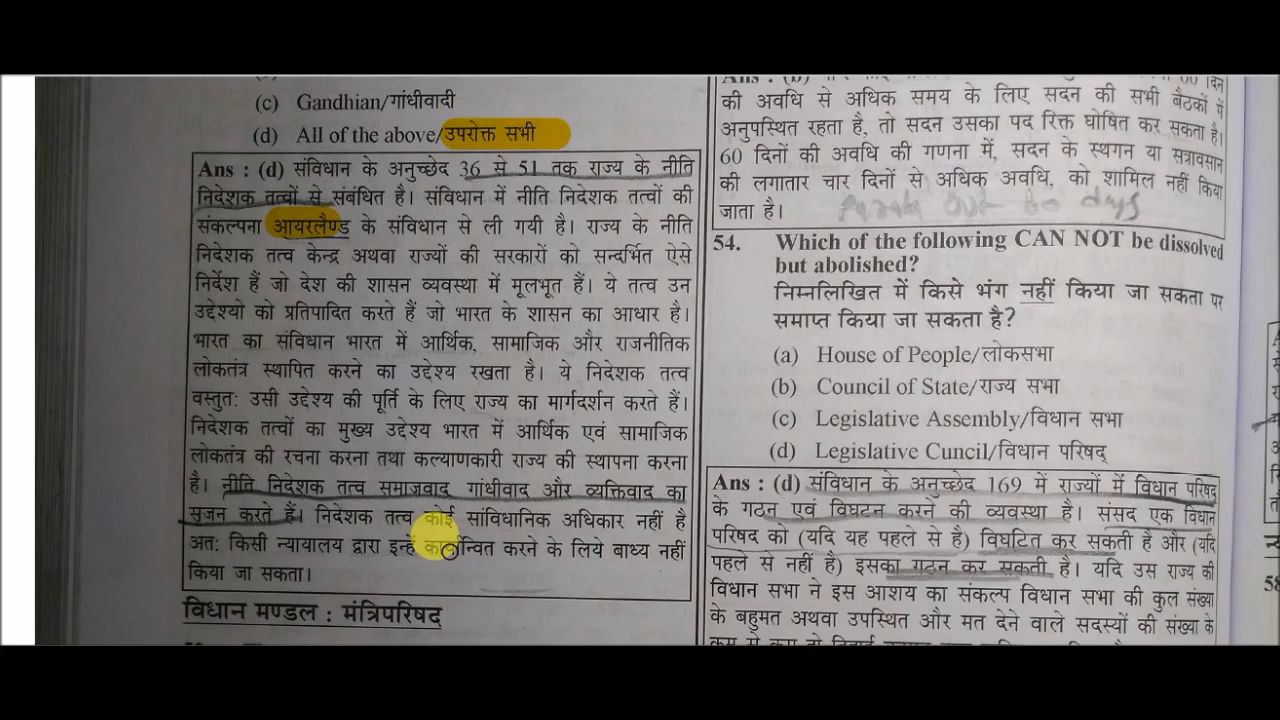 (c) Gandhian/गांधीवादी
(d) All of the above/उपरोक्त सभी
Ans : (d) संविधान के अनुच्छेद 36 से 51 तक राज्य के नीति
निदेशक तत्वों से संबंधित है। संविधान में नीति निदेशक तत्वों की
संकल्पना आयरलैण्ड के संविधान से ली गयी है। राज्य के नीति
निदेशक तत्व केन्द्र अथवा राज्यों की सरकारों को सन्दर्भित ऐसे
निर्देश हैं जो देश की शासन व्यवस्था में मूलभूत हैं। ये तत्व उन
उद्देश्यो को प्रतिपादित करते हैं जो भारत के शासन का आधार है।
भारत का संविधान भारत में आर्थिक, सामाजिक और राजनीतिक
लोकतंत्र स्थापित करने का उद्देश्य रखता है। ये निदेशक तत्व
वस्तुत: उसी उद्देश्य की पूर्ति के लिए राज्य का मार्गदर्शन करते हैं।
निदेशक तत्वों का मुख्य उद्देश्य भारत में आर्थिक एवं सामाजिक
लोकतंत्र की रचना करना तथा कल्याणकारी राज्य की स्थापना करना
है। नीति निदेशक तत्व समाजवाद, गांधीवाद और व्यक्तिवाद का
सृजन करते हैं। निदेशक तत्व कोई सांविधानिक अधिकार नहीं है
अत: किसी न्यायालय द्वारा इन्हें कार्यान्वित करने के लिये बाध्य नहीं
किया जा सकता।
विधान मण्डल : मंत्रिपरिषद
Ans : (b) 60 दिन
की अवधि से अधिक समय के लिए सदन की सभी बैठकों में
अनुपस्थित रहता है, तो सदन उसका पद रिक्त घोषित कर सकता है।
60 दिनों की अवधि की गणना में, सदन के स्थगन या सत्रावसान
की लगातार चार दिनों से अधिक अवधि, को शामिल नहीं किया
जाता है। out 60 days
54. Which of the following CAN NOT be dissolved
but abolished?
निम्नलिखित में किसे भंग नहीं किया जा सकता पर
समाप्त किया जा सकता है?
(a) House of People/लोकसभा
(b) Council of State/राज्य सभा
(c) Legislative Assembly/विधान सभा
(d) Legislative Cuncil/विधान परिषद्
Ans : (d) संविधान के अनुच्छेद 169 में राज्यों में विधान परिषद
के गठन एवं विघटन करने की व्यवस्था है। संसद एक विधान
परिषद को (यदि यह पहले से है) विघटित कर सकती है और (यदि
पहले से नहीं है) इसका गठन कर सकती है। यदि उस राज्य की
विधान सभा ने इस आशय का संकल्प विधान सभा की कुल संख्या
के बहुमत अथवा उपस्थित और मत देने वाले सदस्यों की संख्या के